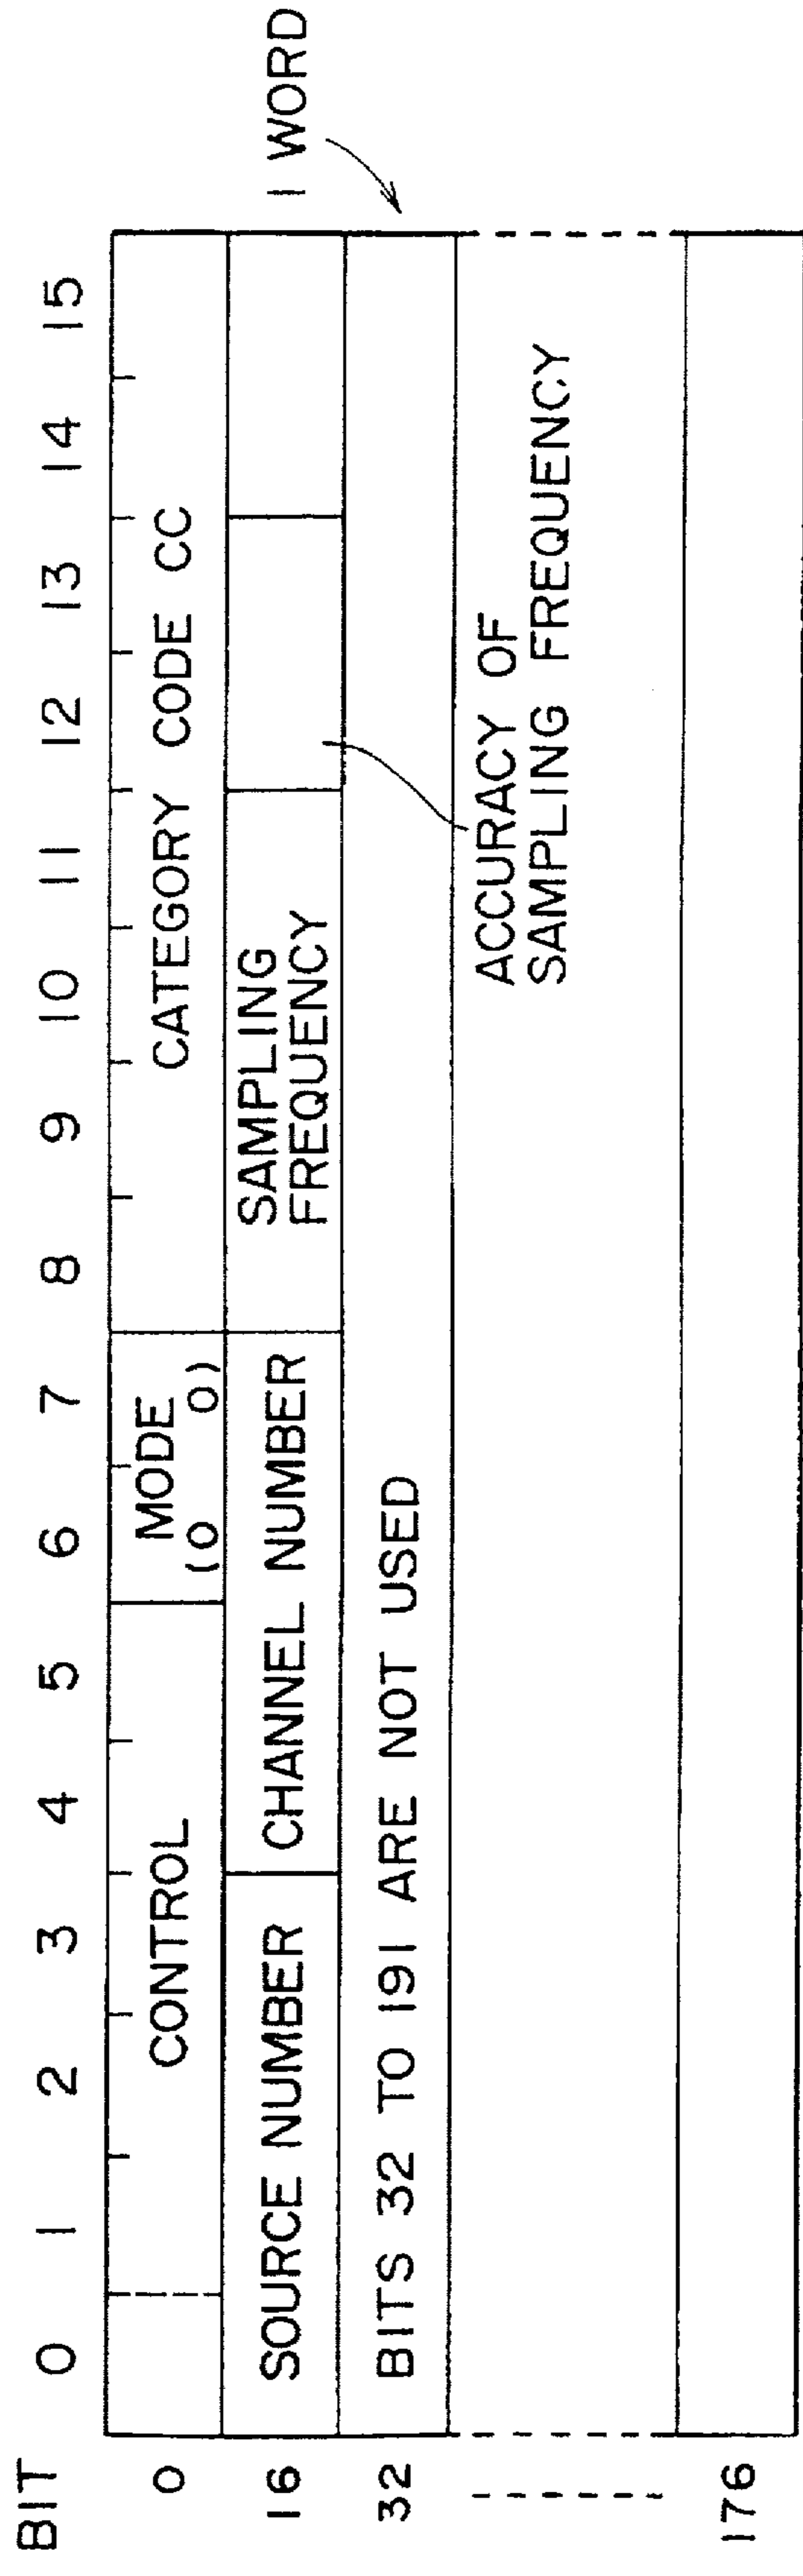 BIT 0 1 2 3 4 5 6 7 8 9 10 11 12 13 14 15
0 CONTROL MODE CATEGORY CODE CC
(0 0)
16 SOURCE NUMBER CHANNEL NUMBER SAMPLING
FREQUENCY
1 WORD
32 BITS 32 TO 191 ARE NOT USED
ACCURACY OF
SAMPLING FREQUENCY
176